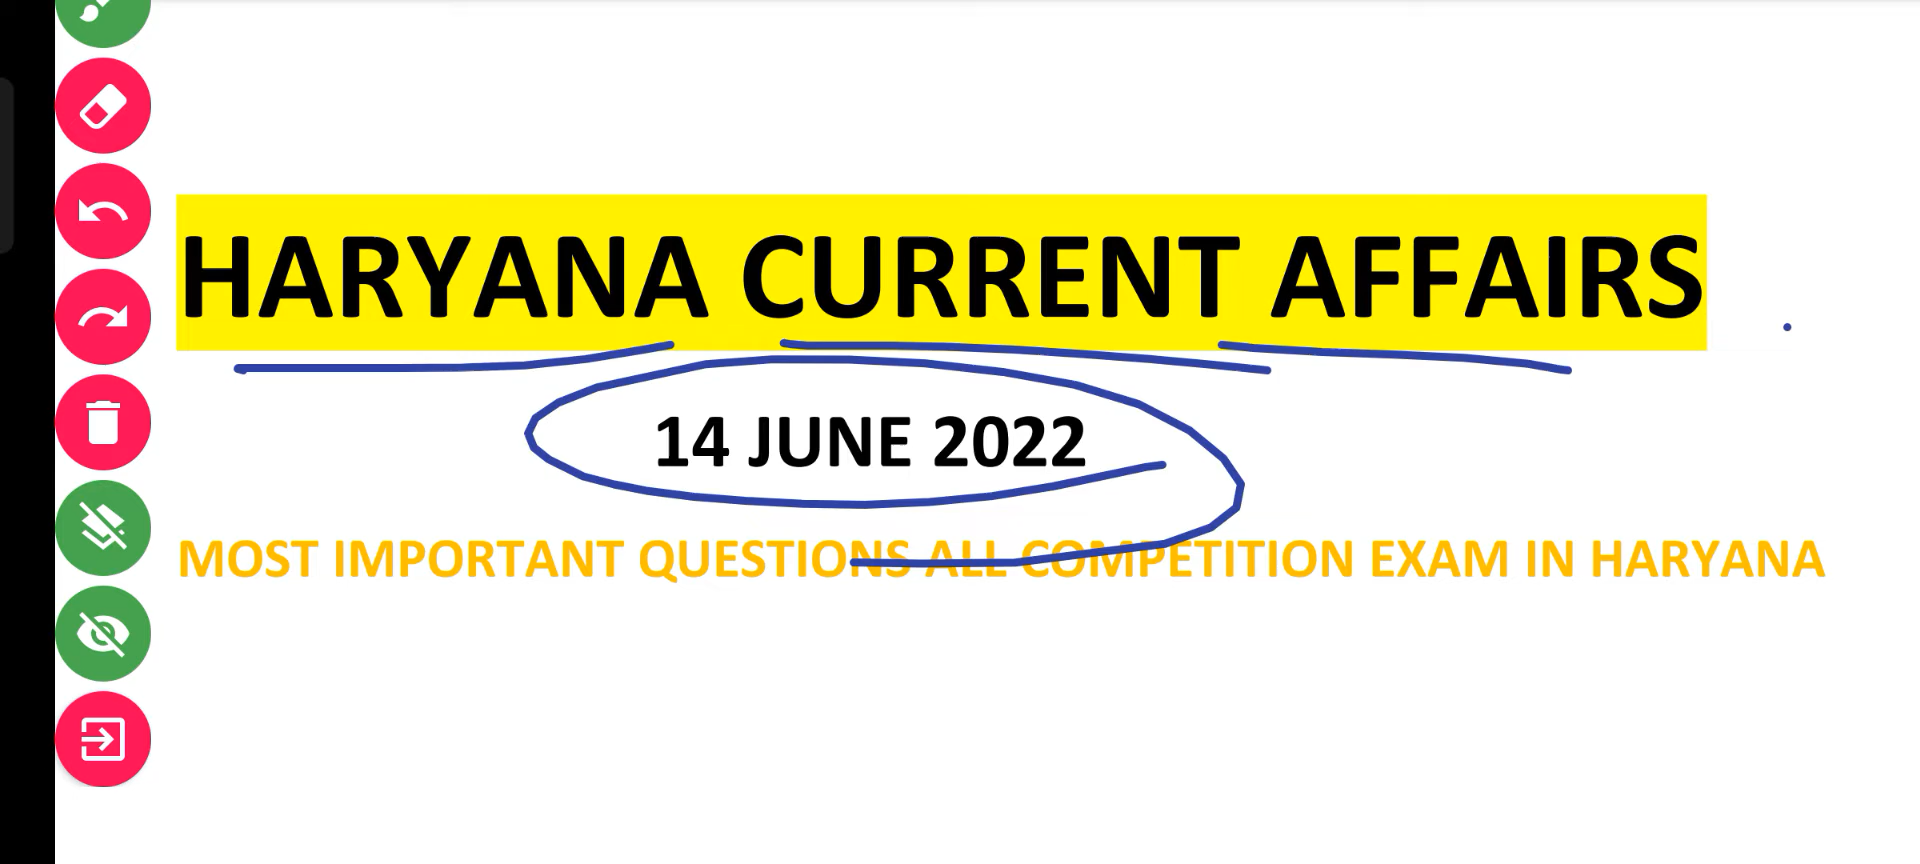 HARYANA CURRENT AFFAIRS
14 JUNE 2022
MOST IMPORTANT QUESTIONS ALL COMPETITION EXAM IN HARYANA